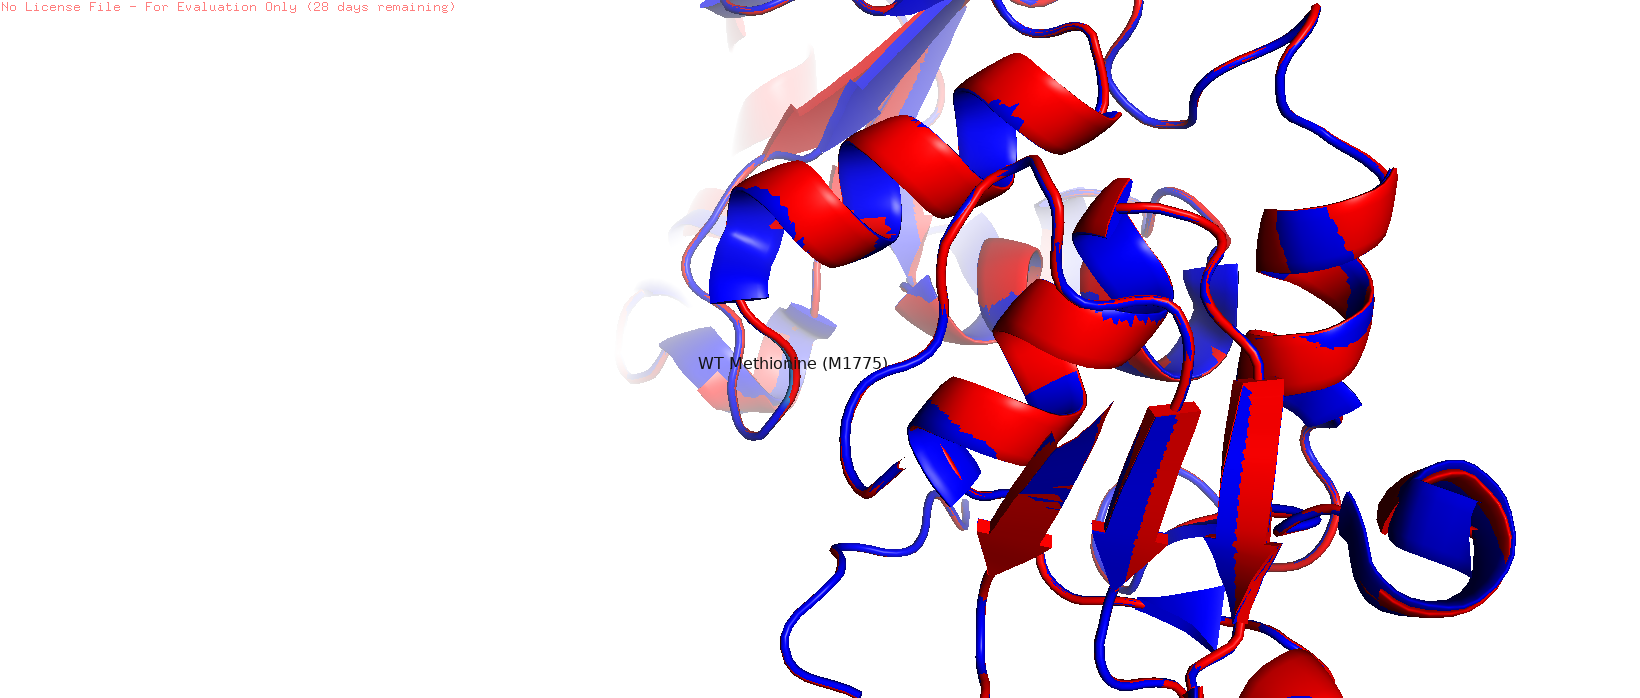 No License File - For Evaluation Only (28 days remaining)
WT Methionine (M1775)